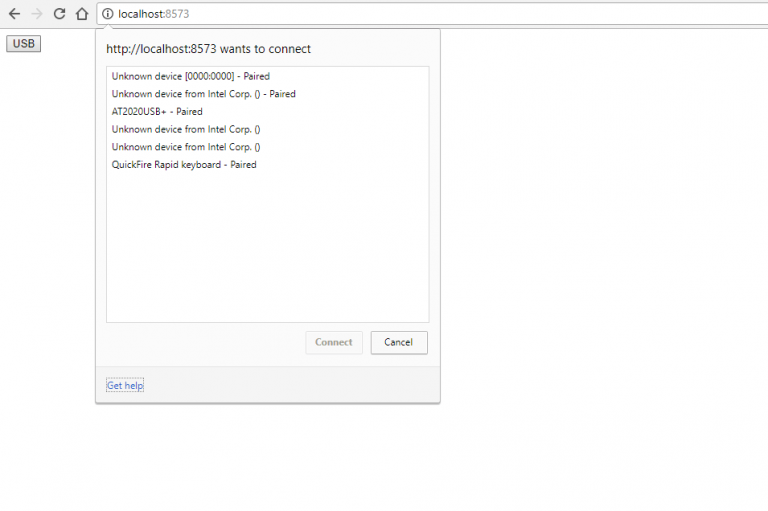 localhost:8573
USB
http://localhost:8573 wants to connect
Unknown device [0000:0000] - Paired
Unknown device from Intel Corp. () - Paired
AT2020USB+ - Paired
Unknown device from Intel Corp. ()
Unknown device from Intel Corp. ()
QuickFire Rapid keyboard - Paired
Connect Cancel
Get help